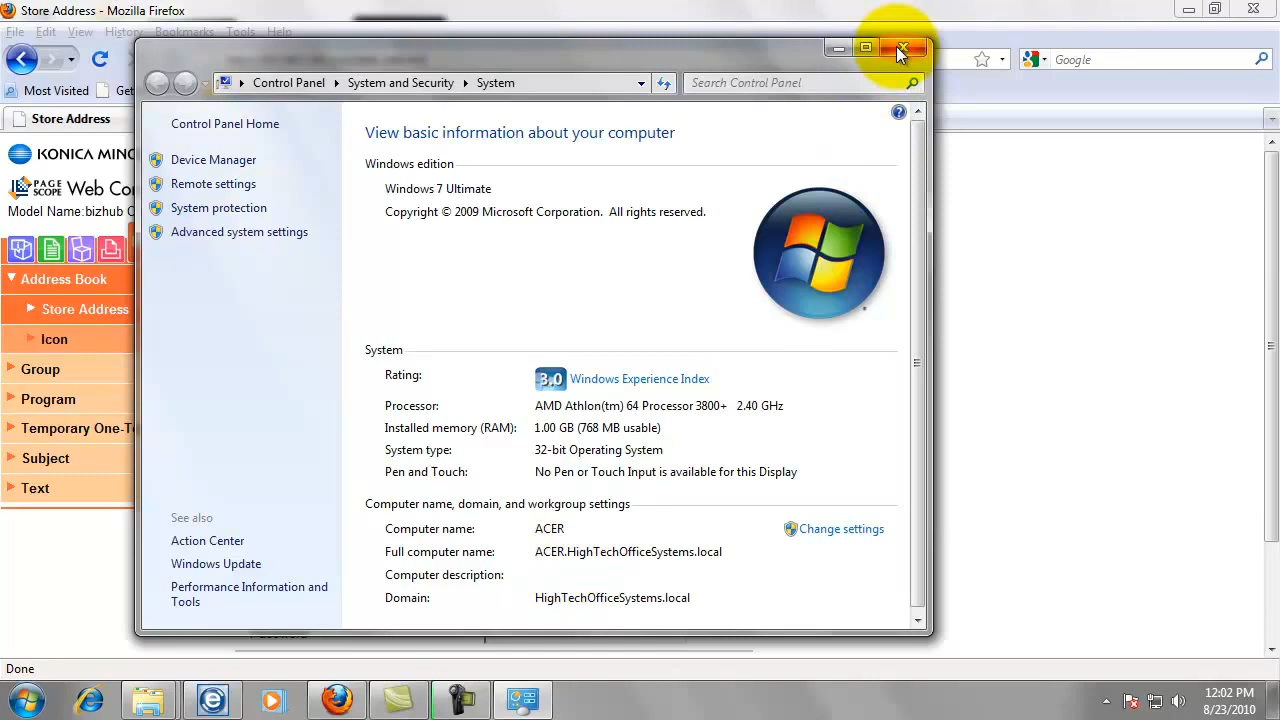 Store Address - Mozilla Firefox
File Edit View History Bookmarks Tools Help
Google
Control Panel System and Security System
Search Control Panel
Most Visited
Store Address
Control Panel Home
Device Manager
Remote settings
System protection
Advanced system settings
See also
Action Center
Windows Update
Performance Information and
Tools
View basic information about your computer
Windows edition
Windows 7 Ultimate
Copyright © 2009 Microsoft Corporation. All rights reserved.
System
Rating: 3.0 Windows Experience Index
Processor: AMD Athlon(tm) 64 Processor 3800+ 2.40 GHz
Installed memory (RAM): 1.00 GB (768 MB usable)
System type: 32-bit Operating System
Pen and Touch: No Pen or Touch Input is available for this Display
Computer name, domain, and workgroup settings
Computer name: ACER Change settings
Full computer name: ACER.HighTechOfficeSystems.local
Computer description:
Domain: HighTechOfficeSystems.local
KONICA
PAGE
SCOPE Web
Model Name:bizhub
Address Book
Store Address
Icon
Group
Program
Temporary
Subject
Text
Done
12:02 PM
8/23/2010